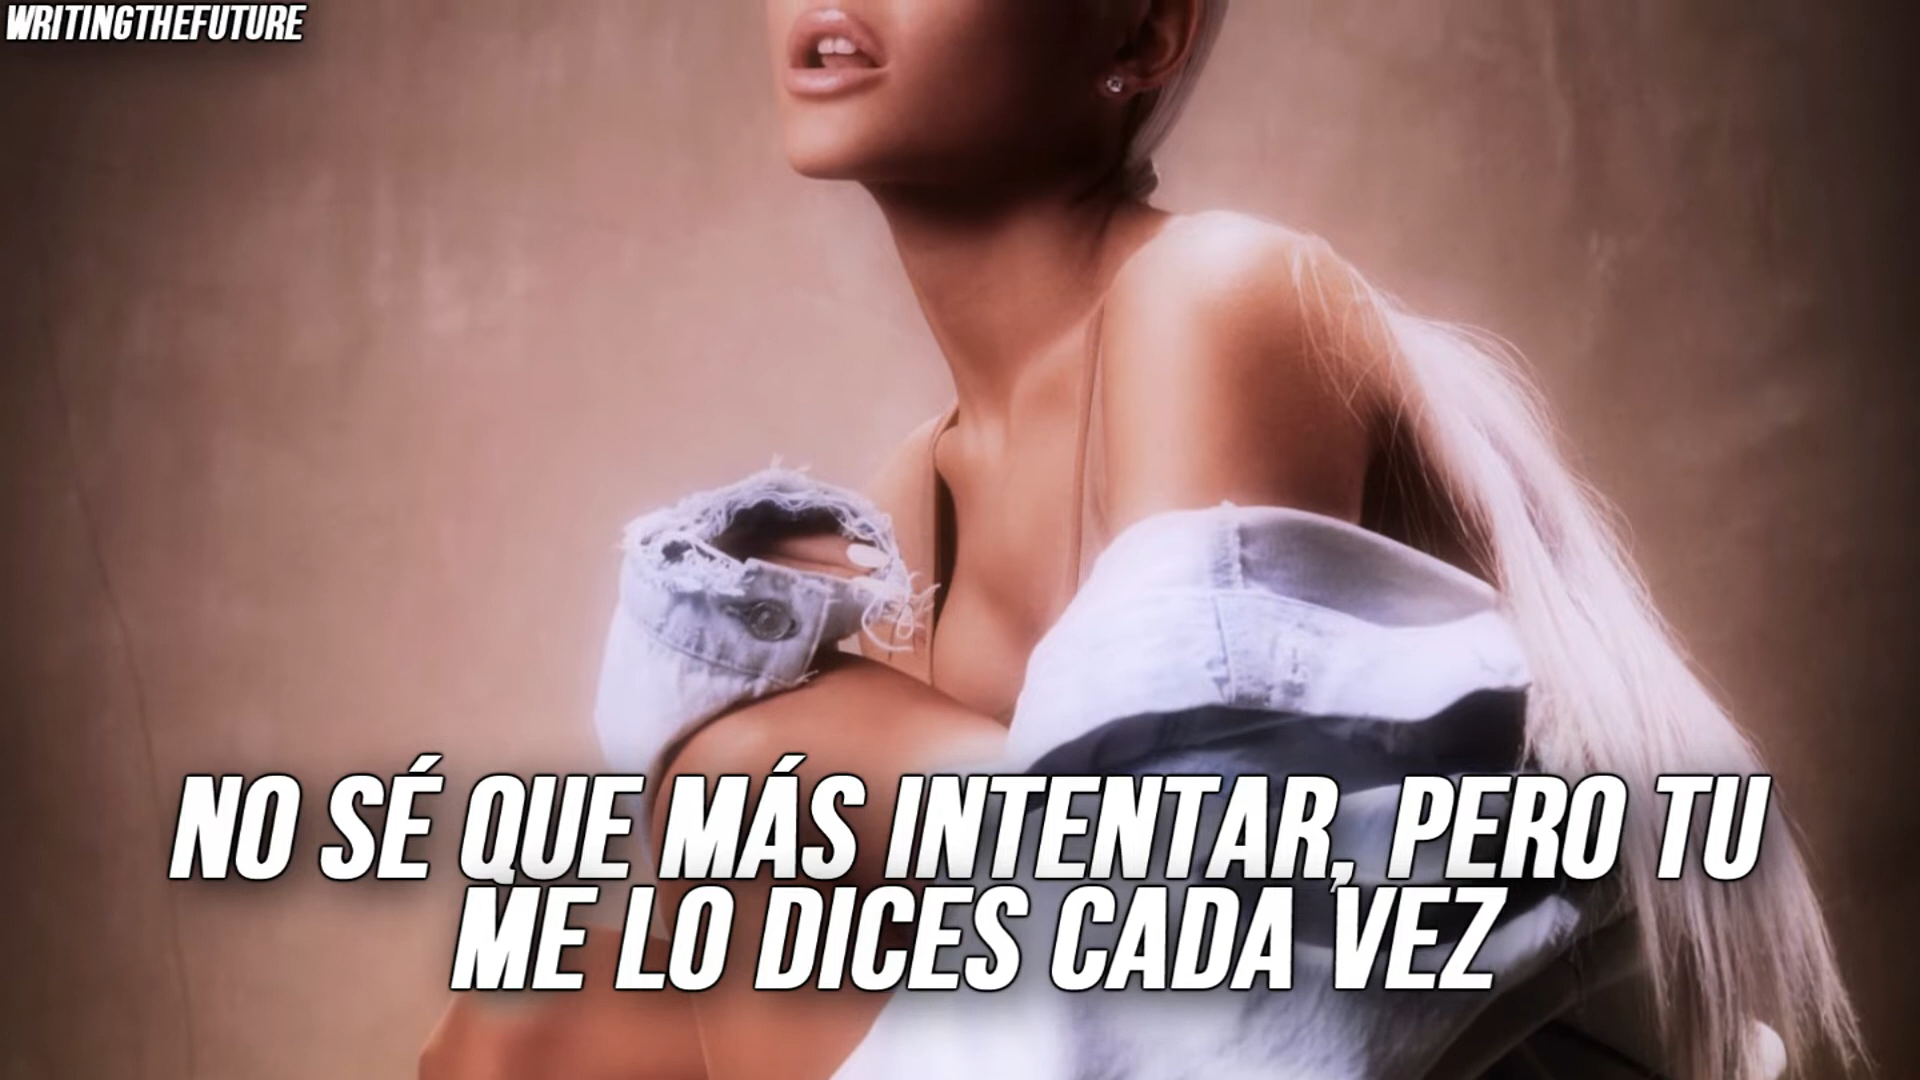 WRITINGTHEFUTURE
NO SÉ QUE MÁS INTENTAR, PERO TU
ME LO DICES CADA VEZ